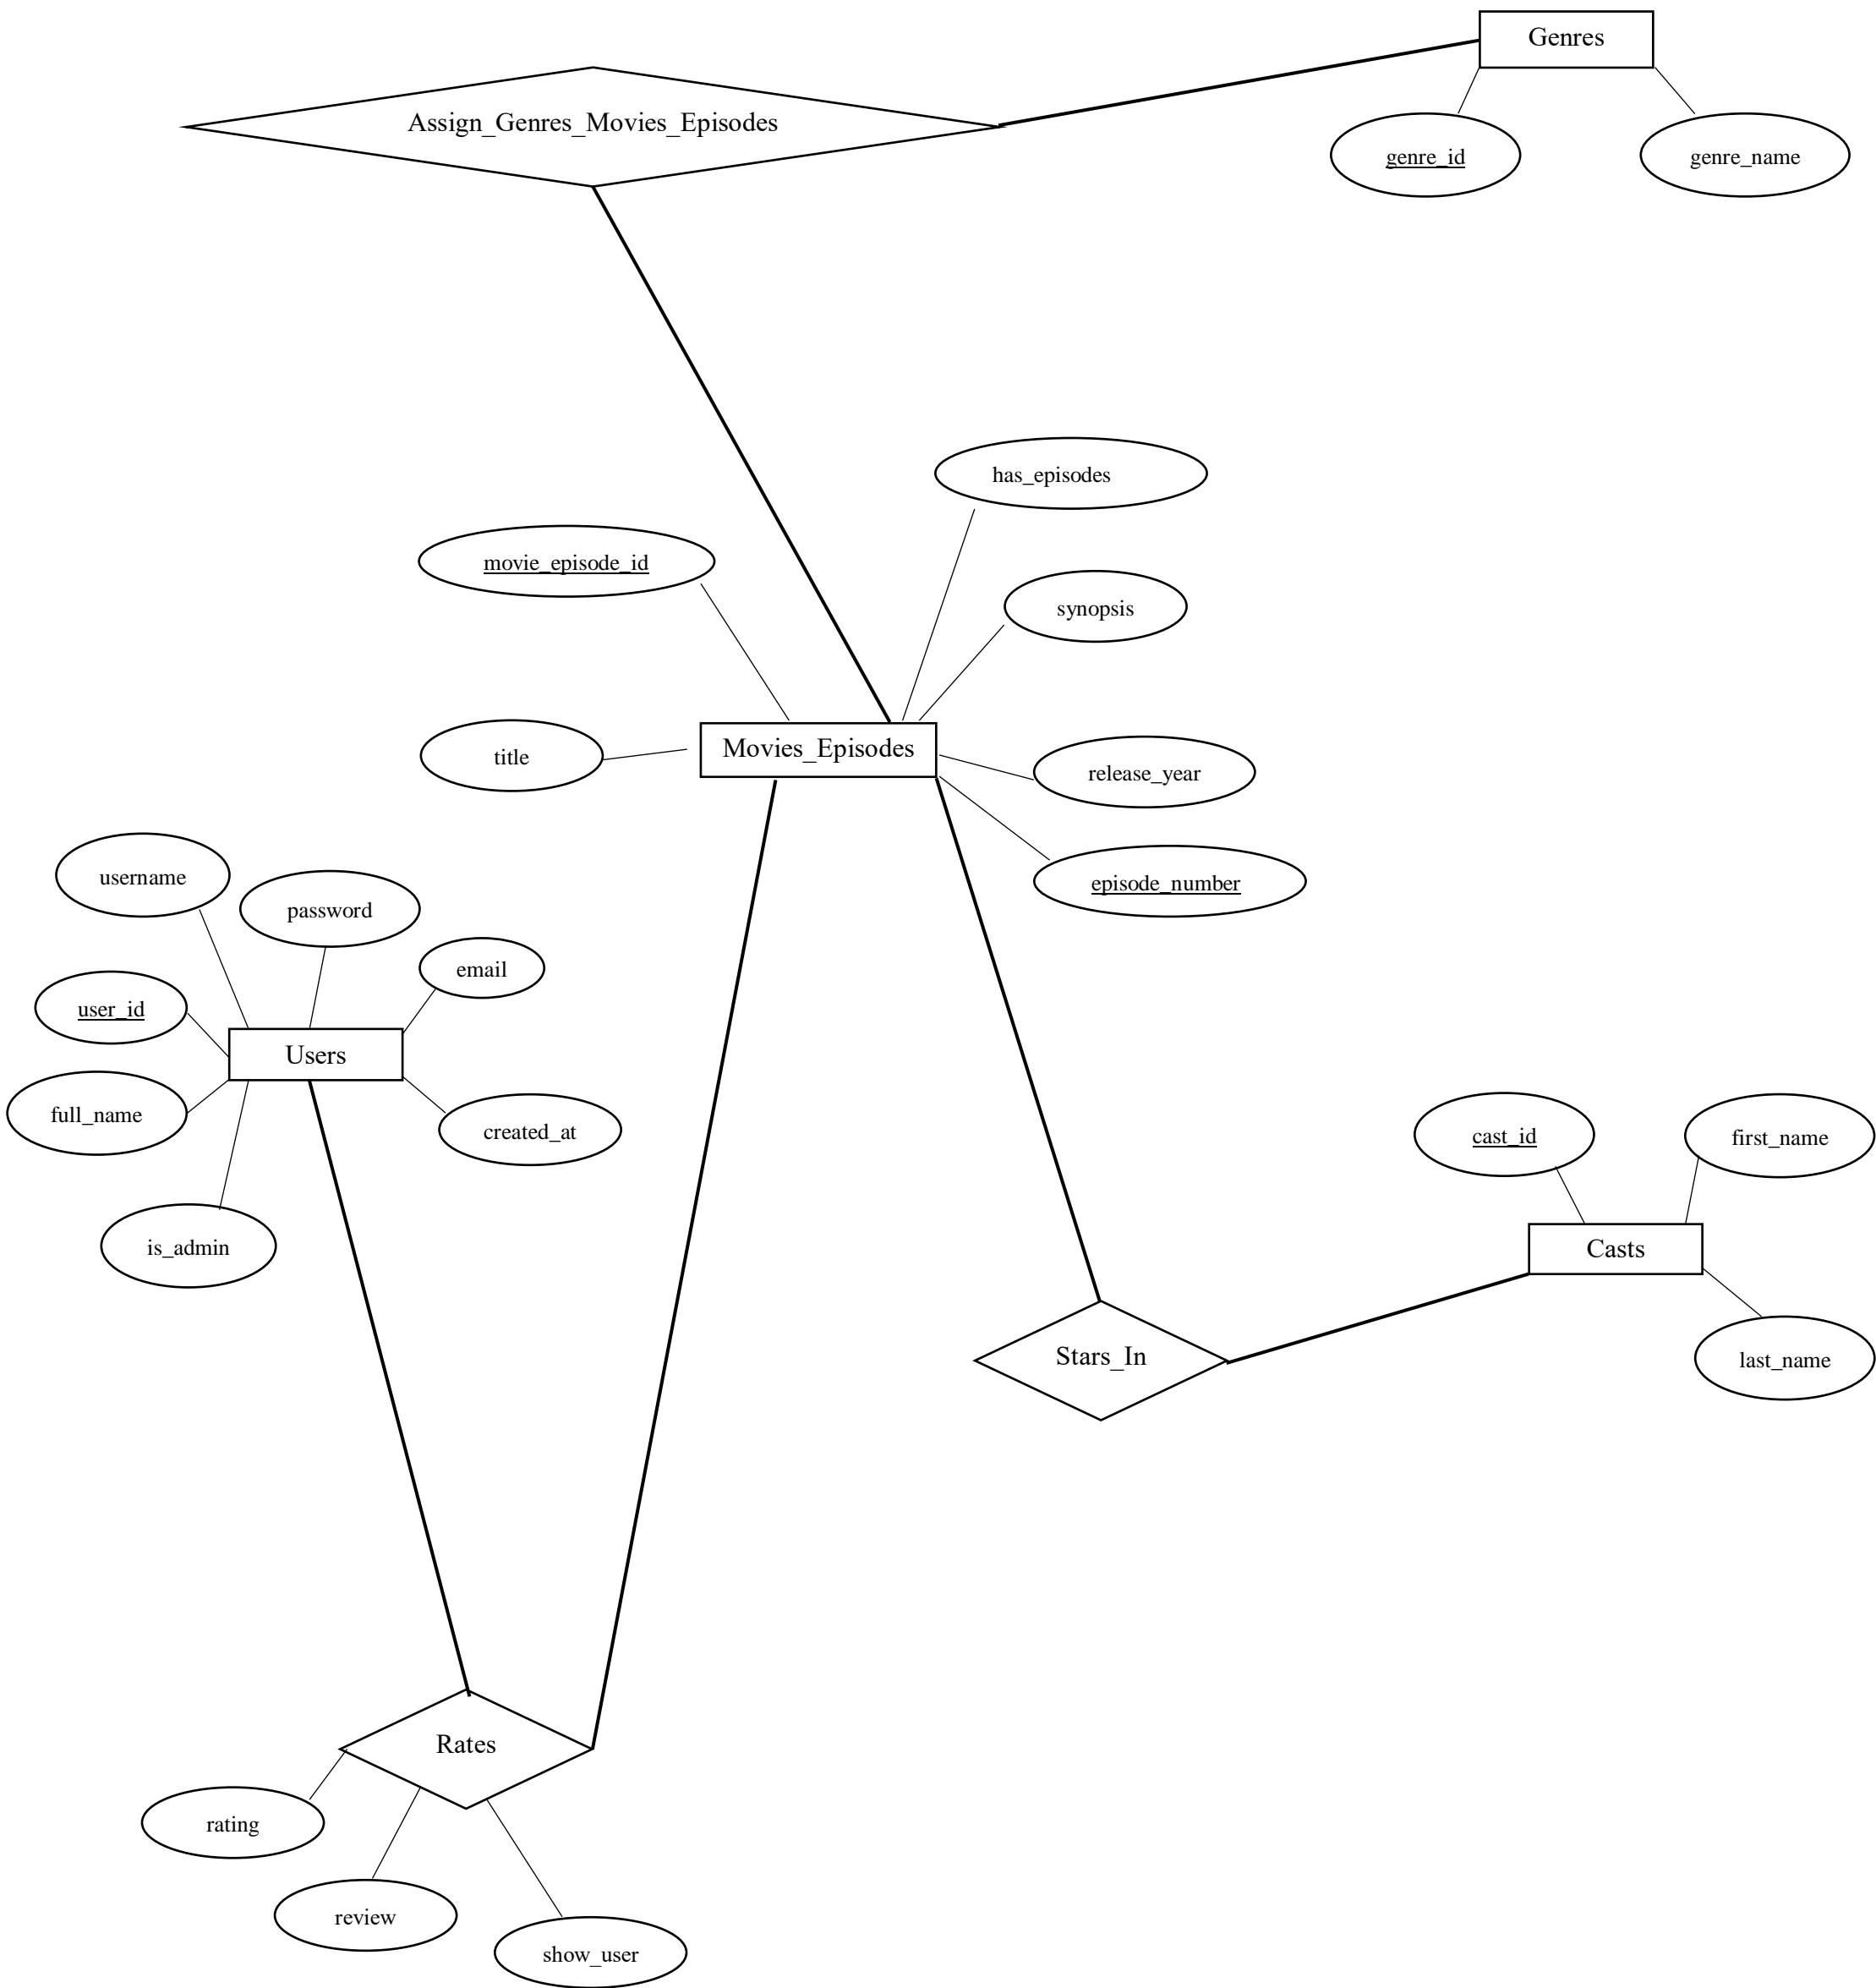 Genres
Assign_Genres_Movies_Episodes
genre_id
genre_name
has_episodes
movie_episode_id
synopsis
Movies_Episodes
title
release_year
episode_number
username
password
email
user_id
Users
full_name
created_at
is_admin
cast_id
first_name
Casts
last_name
Stars_In
Rates
rating
review
show_user